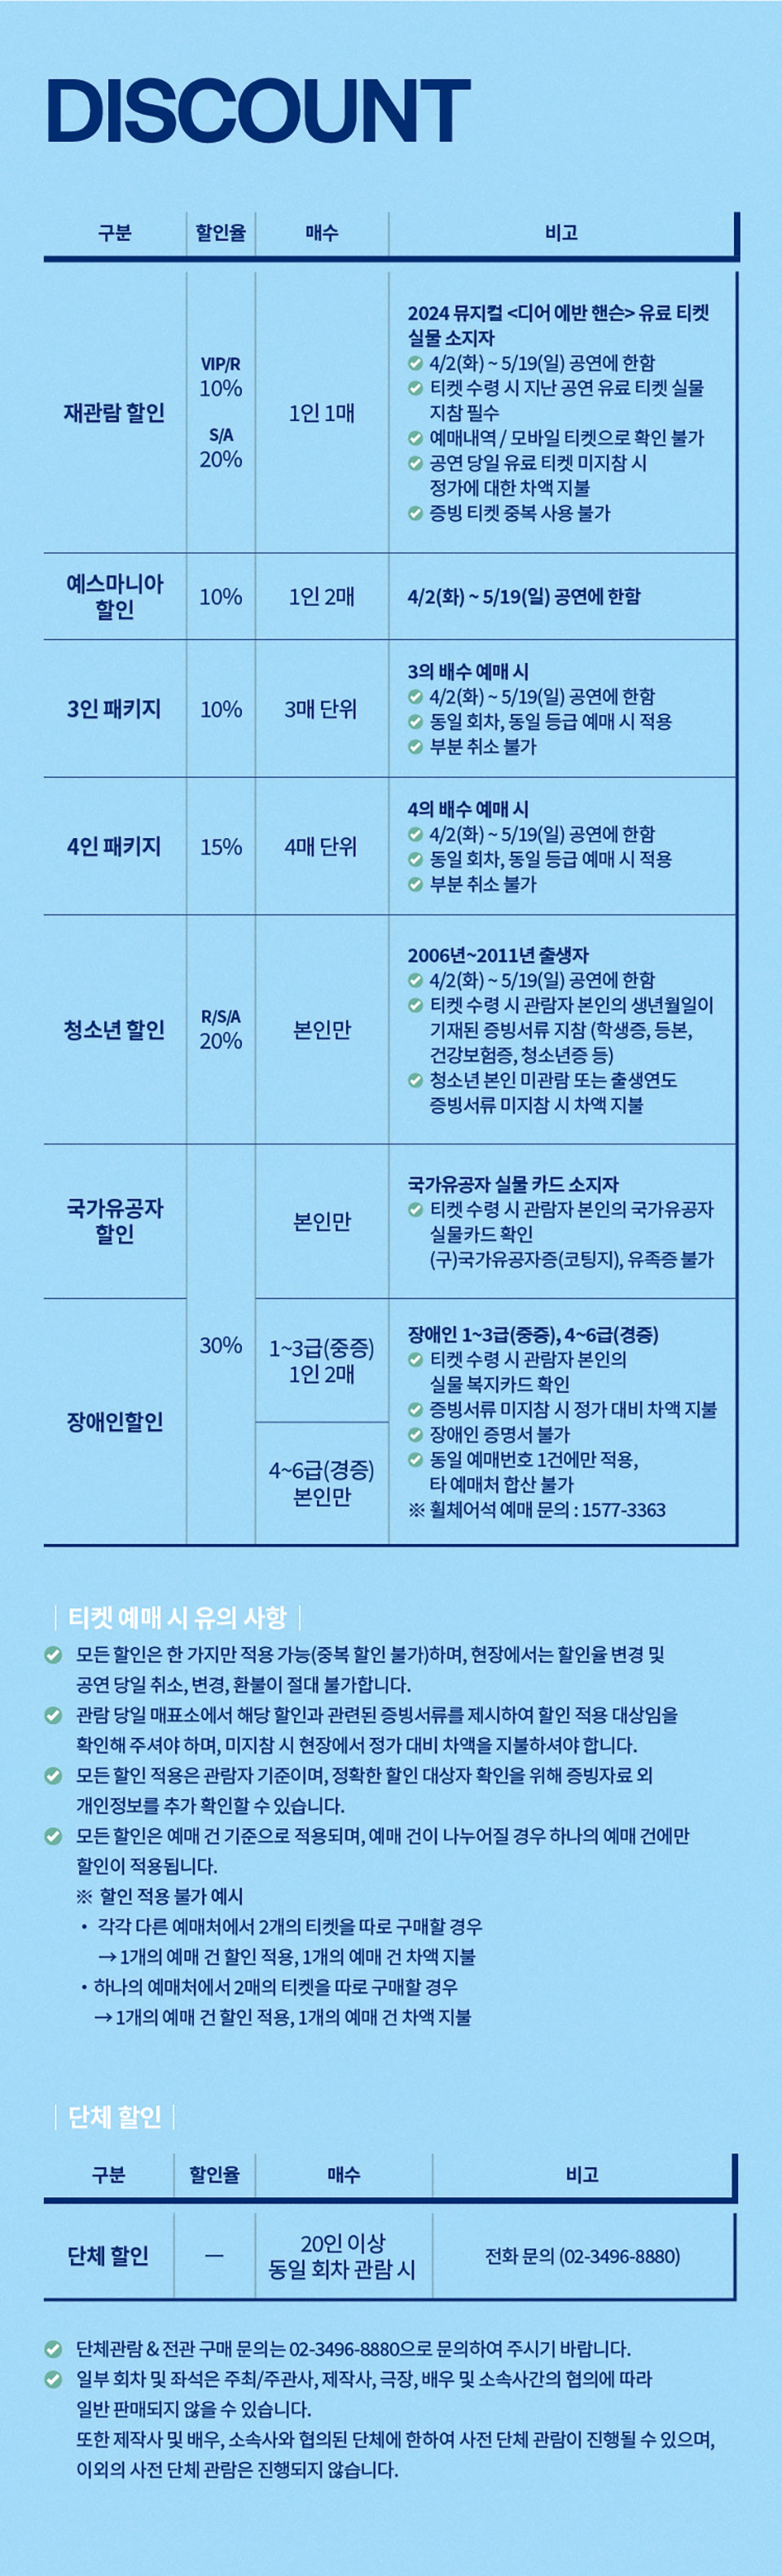 DISCOUNT
구분 할인율 매수 비고
재관람 할인
VIP/R
10%
S/A
20%
1인 1매
2024 뮤지컬 <디어 에반 핸슨> 유료 티켓
실물 소지자
4/2(화) ~ 5/19(일) 공연에 한함
티켓 수령 시 지난 공연 유료 티켓 실물
지참 필수
예매내역 / 모바일 티켓으로 확인 불가
공연 당일 유료 티켓 미지참 시
정가에 대한 차액 지불
증빙 티켓 중복 사용 불가
예스마니아
할인
10%
1인 2매
4/2(화) ~ 5/19(일) 공연에 한함
3인 패키지
10%
3매 단위
3의 배수 예매 시
4/2(화) ~ 5/19(일) 공연에 한함
동일 회차, 동일 등급 예매 시 적용
부분 취소 불가
4인 패키지
15%
4매 단위
4의 배수 예매 시
4/2(화) ~ 5/19(일) 공연에 한함
동일 회차, 동일 등급 예매 시 적용
부분 취소 불가
청소년 할인
R/S/A
20%
본인만
2006년~2011년 출생자
4/2(화) ~ 5/19(일) 공연에 한함
티켓 수령 시 관람자 본인의 생년월일이
기재된 증빙서류 지참 (학생증, 등본,
건강보험증, 청소년증 등)
청소년 본인 미관람 또는 출생연도
증빙서류 미지참 시 차액 지불
국가유공자
할인
본인만
국가유공자 실물 카드 소지자
티켓 수령 시 관람자 본인의 국가유공자
실물카드 확인
(구)국가유공자증(코팅지), 유족증 불가
30%
장애인할인
1~3급(중증)
1인 2매
4~6급(경증)
본인만
장애인 1~3급(중증), 4~6급(경증)
티켓 수령 시 관람자 본인의
실물 복지카드 확인
증빙서류 미지참 시 정가 대비 차액 지불
장애인 증명서 불가
동일 예매번호 1건에만 적용,
타 예매처 합산 불가
※ 휠체어석 예매 문의 : 1577-3363
| 티켓 예매 시 유의 사항 |
모든 할인은 한 가지만 적용 가능(중복 할인 불가)하며, 현장에서는 할인율 변경 및
공연 당일 취소, 변경, 환불이 절대 불가합니다.
관람 당일 매표소에서 해당 할인과 관련된 증빙서류를 제시하여 할인 적용 대상임을
확인해 주셔야 하며, 미지참 시 현장에서 정가 대비 차액을 지불하셔야 합니다.
모든 할인 적용은 관람자 기준이며, 정확한 할인 대상자 확인을 위해 증빙자료 외
개인정보를 추가 확인할 수 있습니다.
모든 할인은 예매 건 기준으로 적용되며, 예매 건이 나누어질 경우 하나의 예매 건에만
할인이 적용됩니다.
※ 할인 적용 불가 예시
• 각각 다른 예매처에서 2개의 티켓을 따로 구매할 경우
→ 1개의 예매 건 할인 적용, 1개의 예매 건 차액 지불
• 하나의 예매처에서 2매의 티켓을 따로 구매할 경우
→ 1개의 예매 건 할인 적용, 1개의 예매 건 차액 지불
| 단체 할인 |
구분 할인율 매수 비고
단체 할인
—
20인 이상
동일 회차 관람 시
전화 문의 (02-3496-8880)
단체관람 & 전관 구매 문의는 02-3496-8880으로 문의하여 주시기 바랍니다.
일부 회차 및 좌석은 주최/주관사, 제작사, 극장, 배우 및 소속사간의 협의에 따라
일반 판매되지 않을 수 있습니다.
또한 제작사 및 배우, 소속사와 협의된 단체에 한하여 사전 단체 관람이 진행될 수 있으며,
이외의 사전 단체 관람은 진행되지 않습니다.